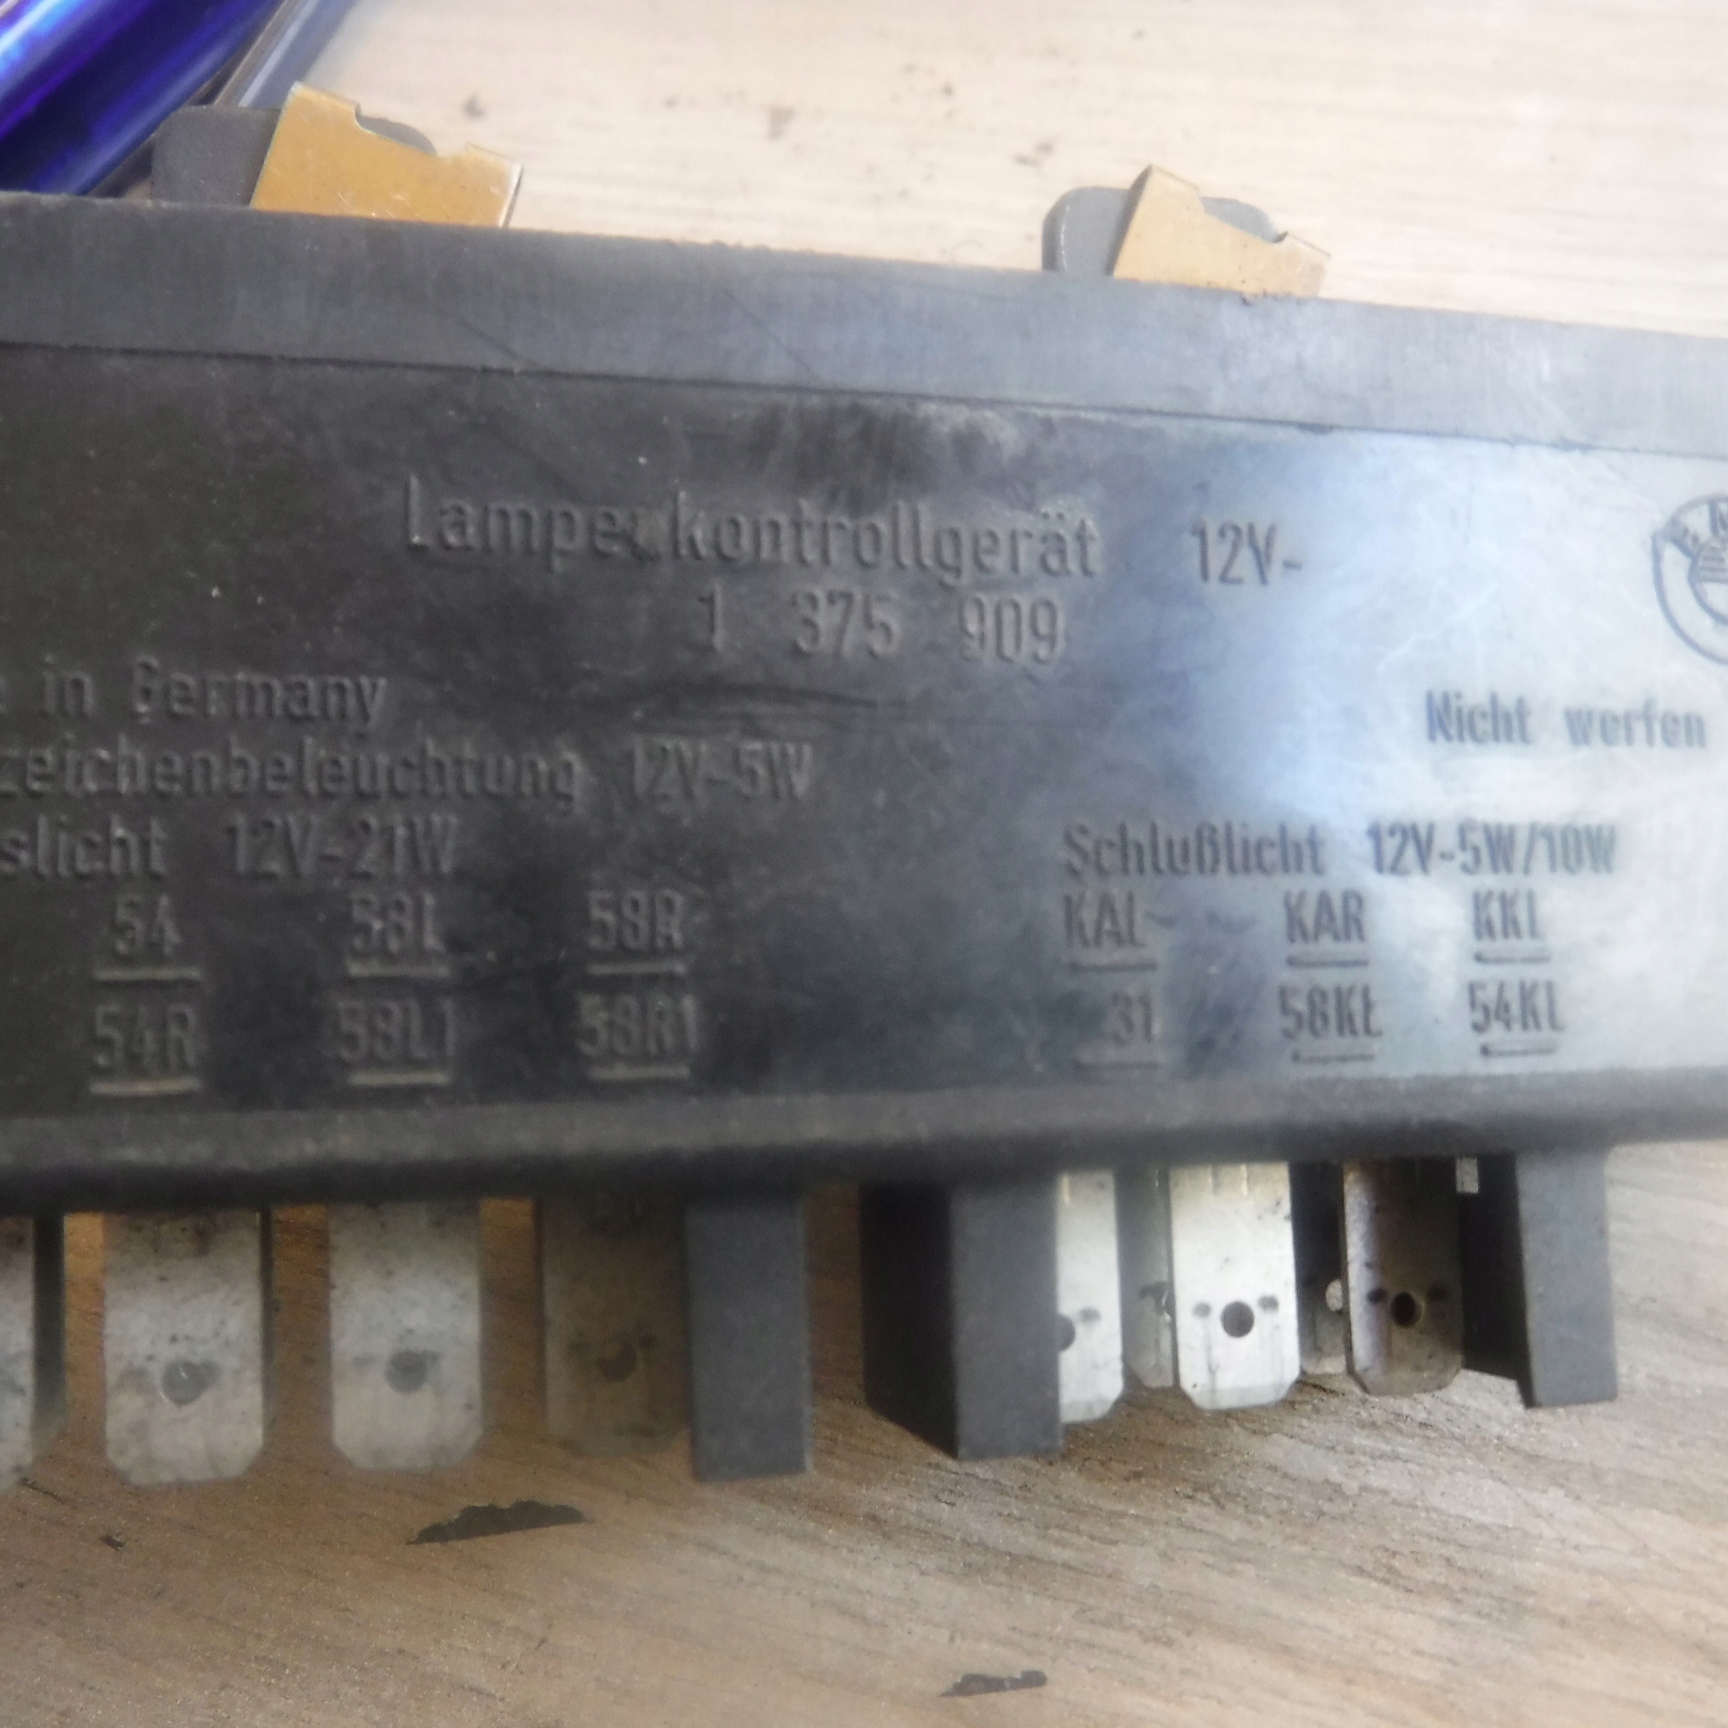 Lampenkontrollgerät 12V-
1 375 909
in Germany
zeichenbeleuchtung 12V-5W
Nicht werfen
slicht 12V-21W
Schlußlicht 12V-5W/10W
54 58L 58R KAL KAR KKL
54R 58L1 58R1 31 58KL 54KL